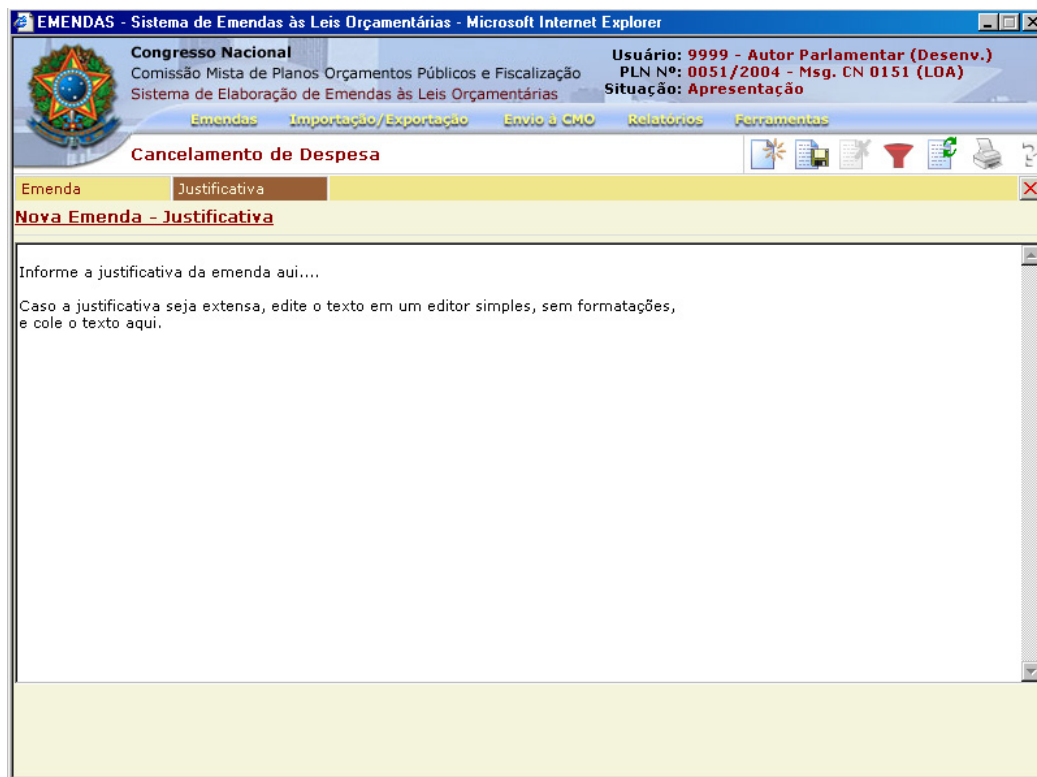 EMENDAS - Sistema de Emendas às Leis Orçamentárias - Microsoft Internet Explorer
Congresso Nacional
Comissão Mista de Planos Orçamentos Públicos e Fiscalização
Sistema de Elaboração de Emendas às Leis Orçamentárias
Usuário: 9999 - Autor Parlamentar (Desenv.)
PLN Nº: 0051/2004 - Msg. CN 0151 (LOA)
Situação: Apresentação
Emendas Importação/Exportação Envio à CMO Relatórios Ferramentas
Cancelamento de Despesa
Emenda Justificativa
Nova Emenda - Justificativa
Informe a justificativa da emenda aui....
Caso a justificativa seja extensa, edite o texto em um editor simples, sem formatações,
e cole o texto aqui.